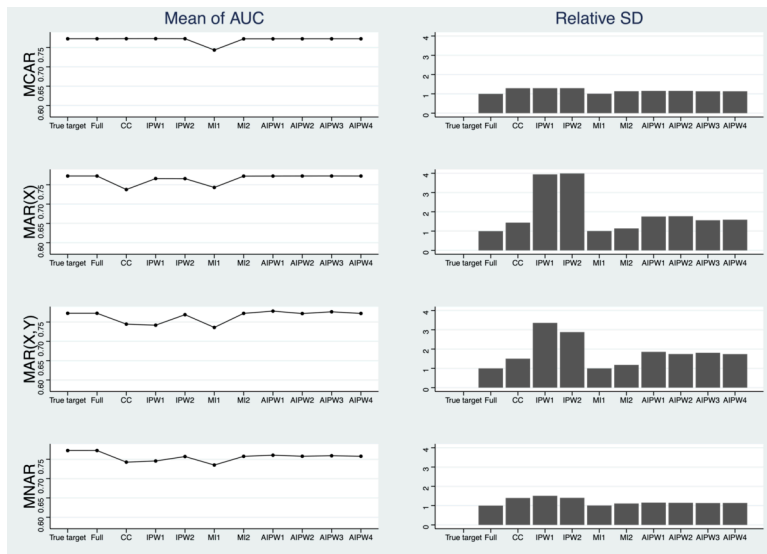 Mean of AUC
Relative SD
MCAR
0.75
0.70
0.65
0.60
True target Full CC IPW1 IPW2 MI1 MI2 AIPW1 AIPW2 AIPW3 AIPW4
4
3
2
1
0
True target Full CC IPW1 IPW2 MI1 MI2 AIPW1 AIPW2 AIPW3 AIPW4
MAR(X)
0.75
0.70
0.65
0.60
True target Full CC IPW1 IPW2 MI1 MI2 AIPW1 AIPW2 AIPW3 AIPW4
4
3
2
1
0
True target Full CC IPW1 IPW2 MI1 MI2 AIPW1 AIPW2 AIPW3 AIPW4
MAR(X,Y)
0.75
0.70
0.65
0.60
True target Full CC IPW1 IPW2 MI1 MI2 AIPW1 AIPW2 AIPW3 AIPW4
4
3
2
1
0
True target Full CC IPW1 IPW2 MI1 MI2 AIPW1 AIPW2 AIPW3 AIPW4
MNAR
0.75
0.70
0.65
0.60
True target Full CC IPW1 IPW2 MI1 MI2 AIPW1 AIPW2 AIPW3 AIPW4
4
3
2
1
0
True target Full CC IPW1 IPW2 MI1 MI2 AIPW1 AIPW2 AIPW3 AIPW4